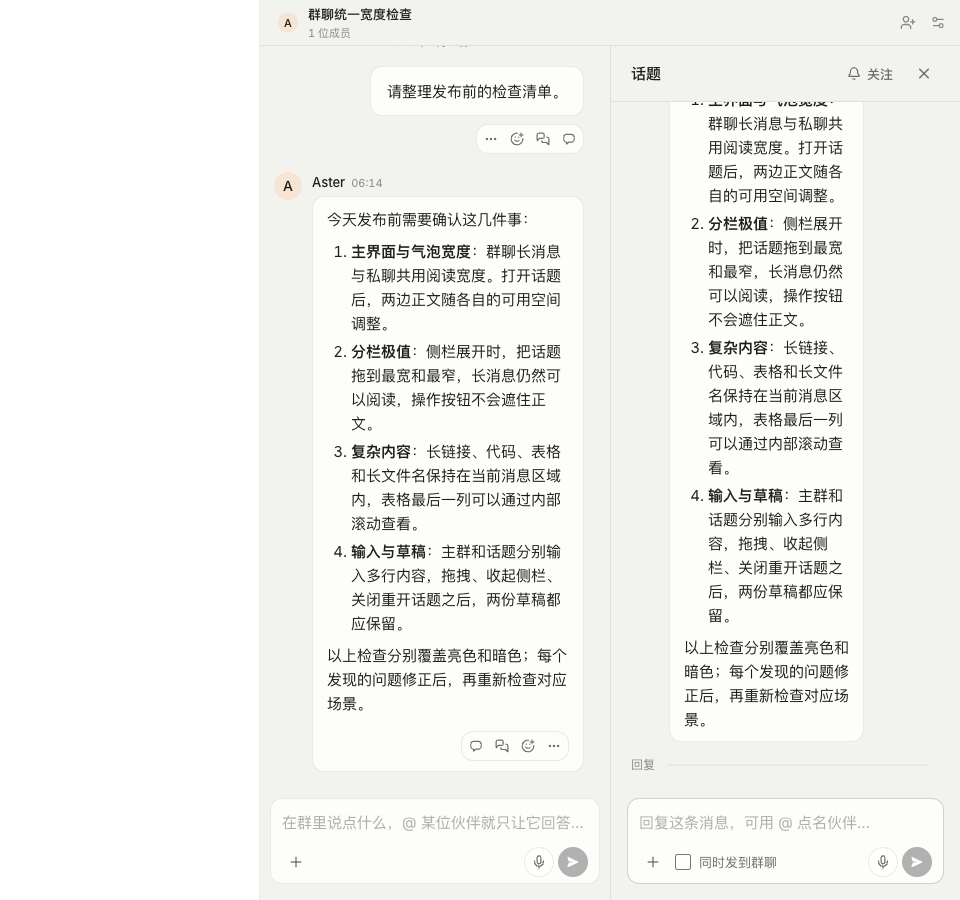 A
群聊统一宽度检查
1 位成员
请整理发布前的检查清单。
A
Aster 06:14
今天发布前需要确认这几件事：
1. 主界面与气泡宽度：群聊长消息
与私聊共用阅读宽度。打开话题
后，两边正文随各自的可用空间
调整。
2. 分栏极值：侧栏展开时，把话题
拖到最宽和最窄，长消息仍然可
以阅读，操作按钮不会遮住正
文。
3. 复杂内容：长链接、代码、表格
和长文件名保持在当前消息区域
内，表格最后一列可以通过内部
滚动查看。
4. 输入与草稿：主群和话题分别输
入多行内容，拖拽、收起侧栏、
关闭重开话题之后，两份草稿都
应保留。
以上检查分别覆盖亮色和暗色；每个
发现的问题修正后，再重新检查对应
场景。
在群里说点什么，@ 某位伙伴就只让它回答...
话题
关注
1. 主界面与气泡宽度：
群聊长消息与私聊共
用阅读宽度。打开话
题后，两边正文随各
自的可用空间调整。
2. 分栏极值：侧栏展开
时，把话题拖到最宽
和最窄，长消息仍然
可以阅读，操作按钮
不会遮住正文。
3. 复杂内容：长链接、
代码、表格和长文件
名保持在当前消息区
域内，表格最后一列
可以通过内部滚动查
看。
4. 输入与草稿：主群和
话题分别输入多行内
容，拖拽、收起侧
栏、关闭重开话题之
后，两份草稿都应保
留。
以上检查分别覆盖亮色和
暗色；每个发现的问题修
正后，再重新检查对应场
景。
回复
回复这条消息，可用 @ 点名伙伴...
同时发到群聊